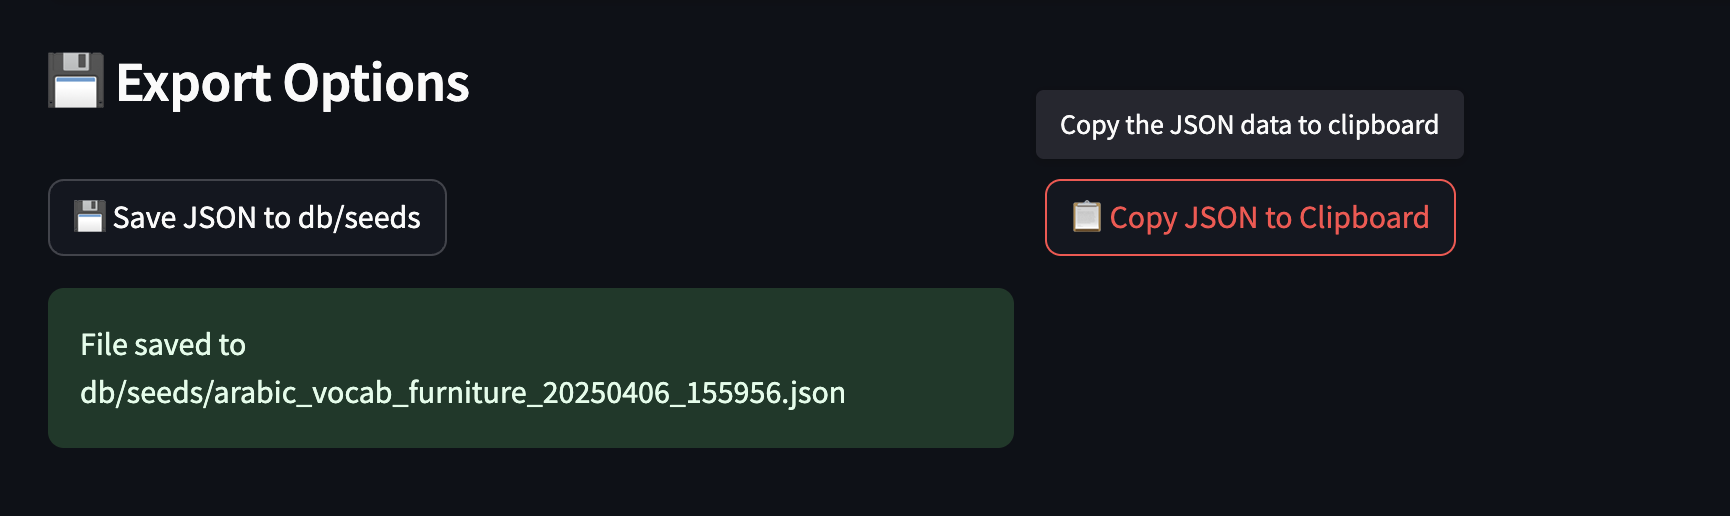 Export Options
Copy the JSON data to clipboard
Save JSON to db/seeds
Copy JSON to Clipboard
File saved to
db/seeds/arabic_vocab_furniture_20250406_155956.json